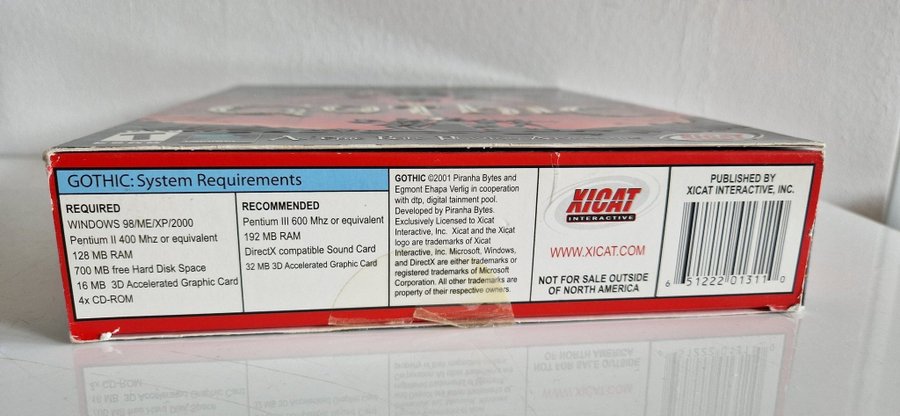 GOTHIC: System Requirements
REQUIRED
WINDOWS 98/ME/XP/2000
Pentium II 400 Mhz or equivalent
128 MB RAM
700 MB free Hard Disk Space
16 MB 3D Accelerated Graphic Card
4x CD-ROM
RECOMMENDED
Pentium III 600 Mhz or equivalent
192 MB RAM
DirectX compatible Sound Card
32 MB 3D Accelerated Graphic Card
GOTHIC ©2001 Piranha Bytes and
Egmont Ehapa Verlig in cooperation
with dtp, digital tainment pool.
Developed by Piranha Bytes.
Exclusively Licensed to Xicat
Interactive, Inc. Xicat and the Xicat
logo are trademarks of Xicat
Interactive, Inc. Microsoft, Windows,
and DirectX are either trademarks or
registered trademarks of Microsoft
Corporation. All other trademarks are
property of their respective owners.
XICAT
INTERACTIVE
WWW.XICAT.COM
NOT FOR SALE OUTSIDE
OF NORTH AMERICA
PUBLISHED BY
XICAT INTERACTIVE, INC.
6 51222 01311 0